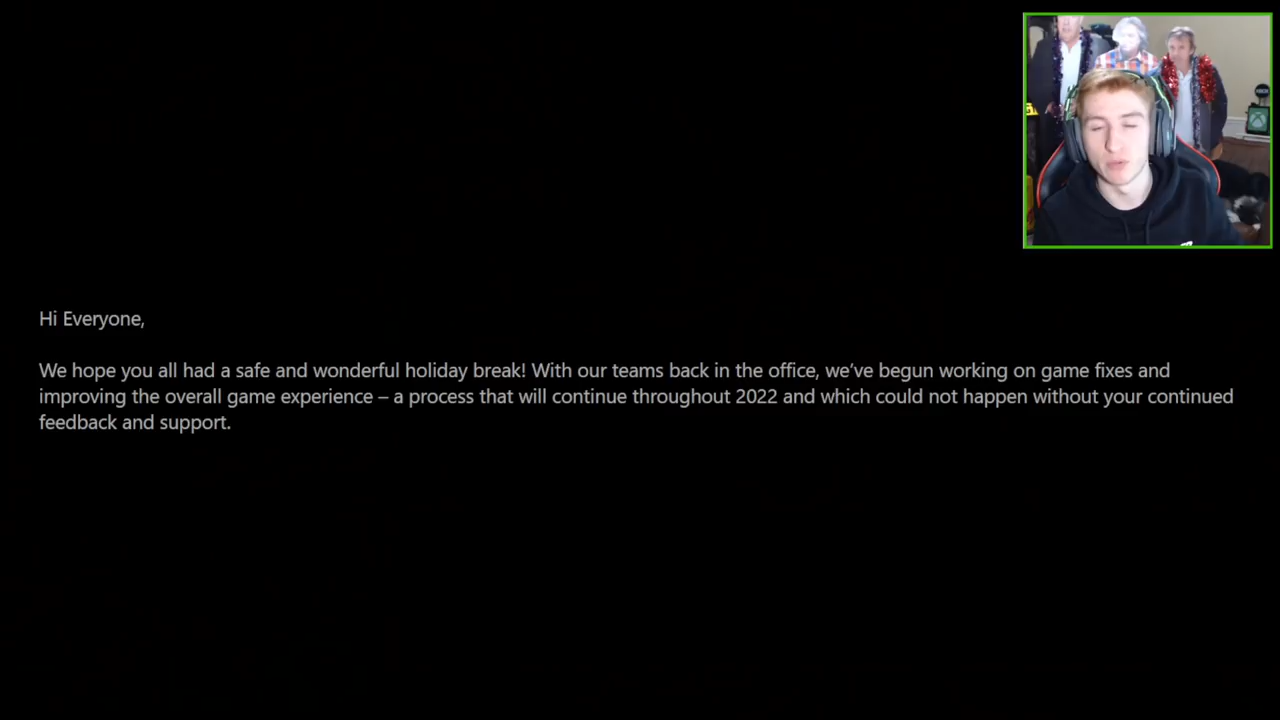 Hi Everyone,
We hope you all had a safe and wonderful holiday break! With our teams back in the office, we’ve begun working on game fixes and
improving the overall game experience – a process that will continue throughout 2022 and which could not happen without your continued
feedback and support.